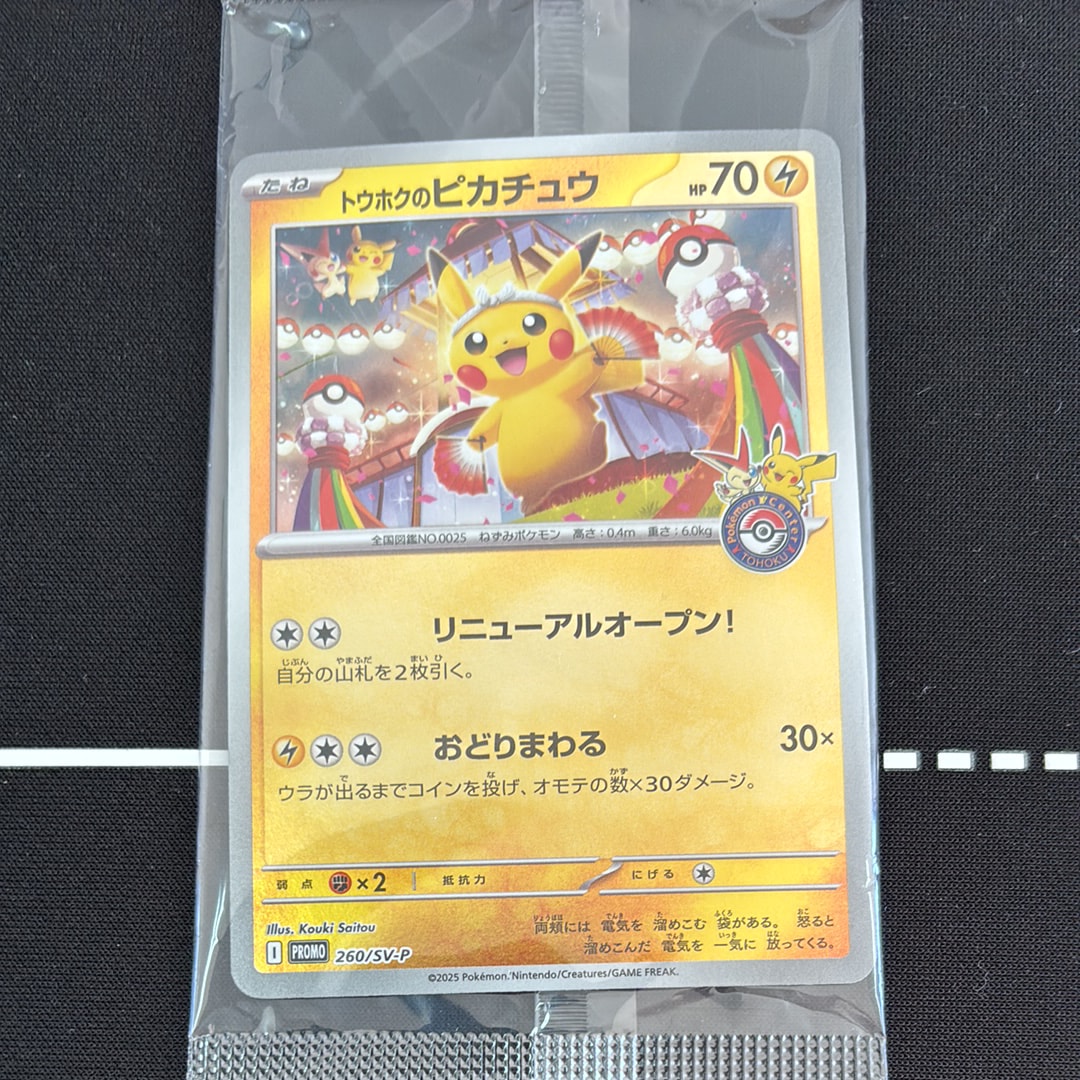 たね
トウホクのピカチュウ
HP 70
Pokémon Center
TOHOKU
全国図鑑NO.0025 ねずみポケモン 高さ:0.4m 重さ:6.0kg
リニューアルオープン!
自分の山札を2枚引く。
おどりまわる 30×
ウラが出るまでコインを投げ、オモテの数×30ダメージ。
弱点 ×2 抵抗力 にげる
Illus. Kouki Saitou
両頬には 電気を 溜めこむ 袋がある。 怒ると
溜めこんだ 電気を 一気に 放ってくる。
I PROMO 260/SV-P
©2025 Pokémon./Nintendo/Creatures/GAME FREAK.